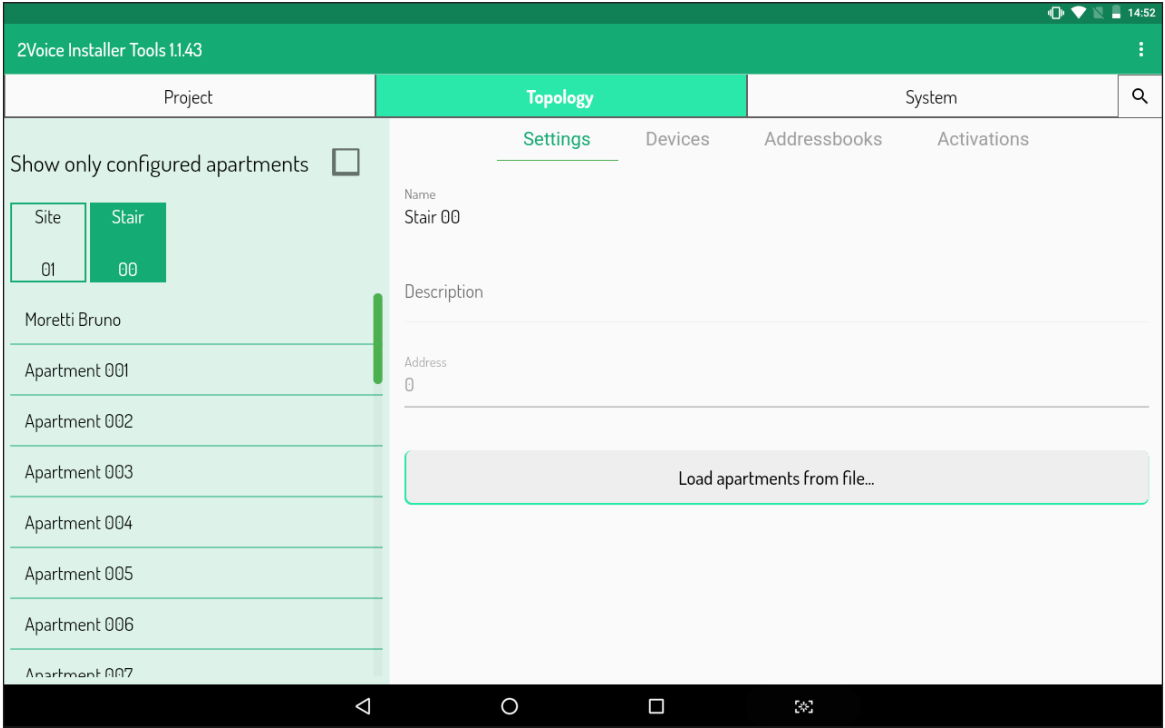 14:52
2Voice Installer Tools 1.1.43
Project
Topology
System
Settings
Devices
Addressbooks
Activations
Show only configured apartments
Site
01
Stair
00
Moretti Bruno
Apartment 001
Apartment 002
Apartment 003
Apartment 004
Apartment 005
Apartment 006
Apartment 007
Name
Stair 00
Description
Address
0
Load apartments from file...